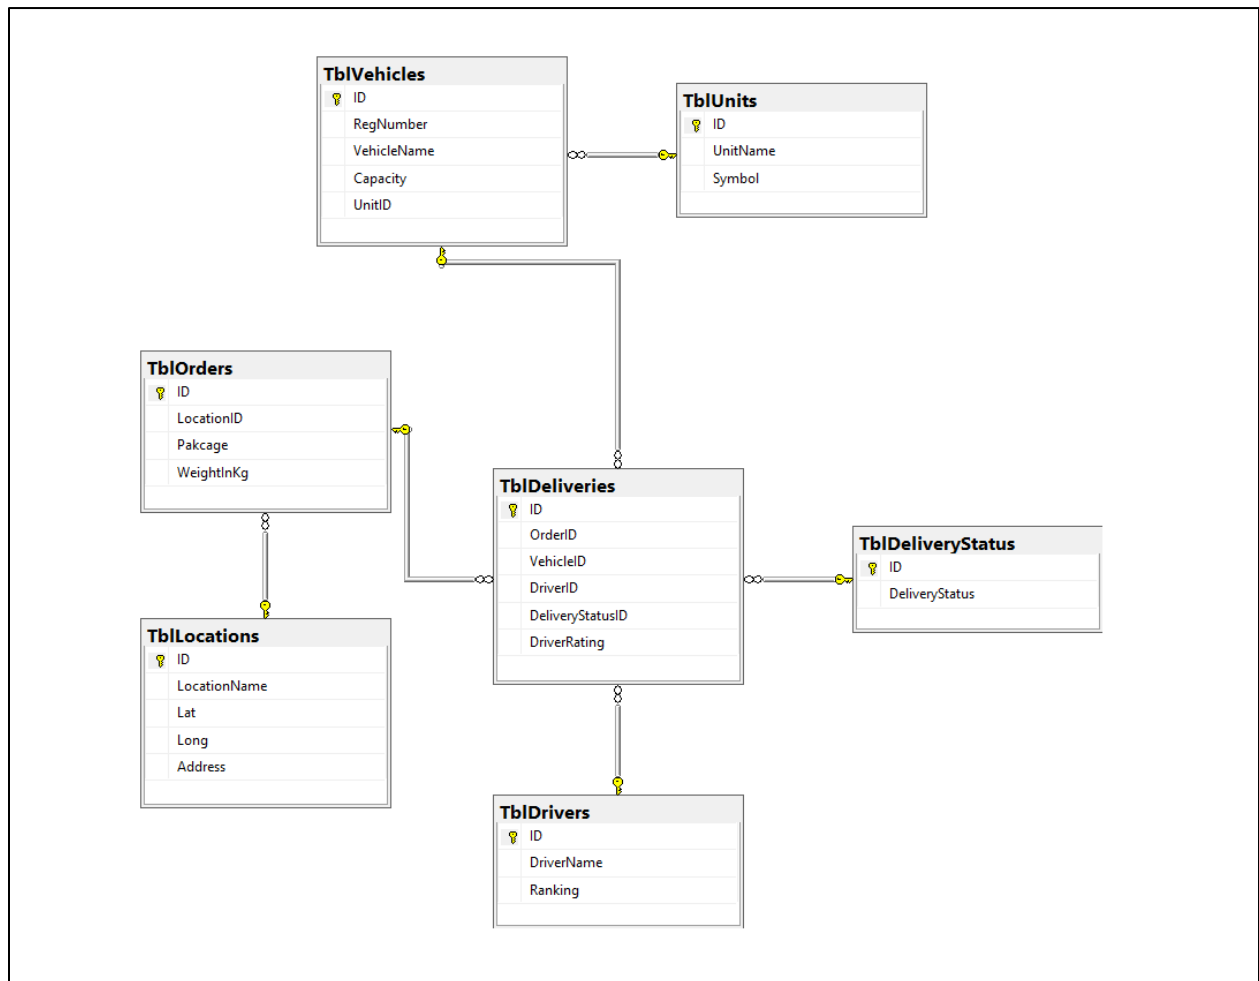 TblVehicles
ID
RegNumber
VehicleName
Capacity
UnitID
TblUnits
ID
UnitName
Symbol
TblOrders
ID
LocationID
Pakcage
WeightInKg
TblDeliveries
ID
OrderID
VehicleID
DriverID
DeliveryStatusID
DriverRating
TblDeliveryStatus
ID
DeliveryStatus
TblLocations
ID
LocationName
Lat
Long
Address
TblDrivers
ID
DriverName
Ranking